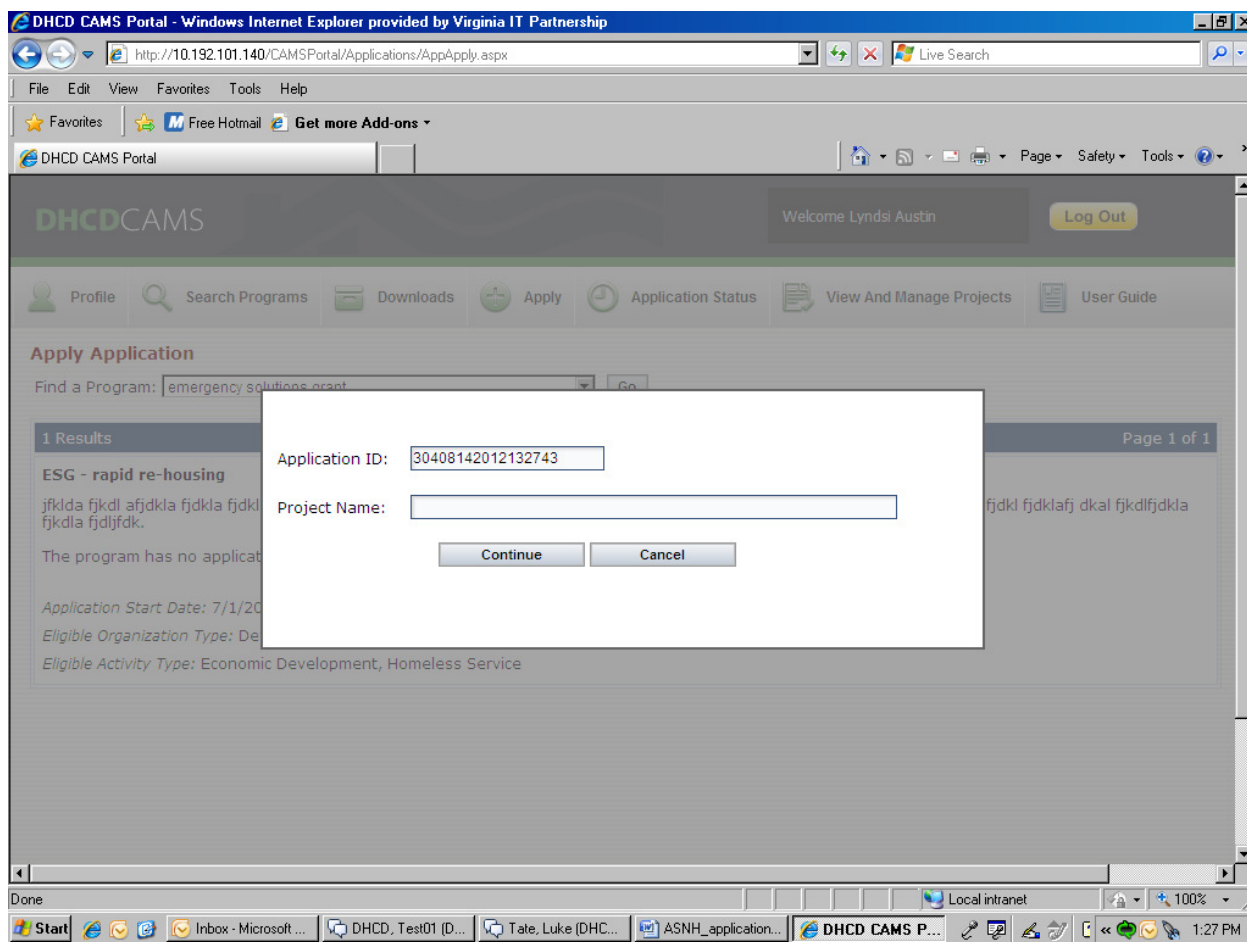 DHCD CAMS Portal - Windows Internet Explorer provided by Virginia IT Partnership
http://10.192.101.140/CAMSPortal/Applications/AppApply.aspx
Live Search
File Edit View Favorites Tools Help
Favorites Free Hotmail Get more Add-ons
DHCD CAMS Portal Page Safety Tools
DHCDCAMS Welcome Lyndsi Austin Log Out
Profile Search Programs Downloads Apply Application Status View And Manage Projects User Guide
Apply Application
Find a Program: emergency solutions grant Go
1 Results Page 1 of 1
Application ID: 30408142012132743
ESG - rapid re-housing
jfklda fjkdl afjdkla fjdkla fjdkl fjdkl fjdklafj dkal fjkdlfjdkla
Project Name:
fjkdla fjdljfdk.
Continue Cancel
The program has no applicat
Application Start Date: 7/1/20
Eligible Organization Type: De
Eligible Activity Type: Economic Development, Homeless Service
Done Local intranet 100%
Start Inbox - Microsoft ... DHCD, Test01 (D... Tate, Luke (DHC... ASNH_application... DHCD CAMS P... 1:27 PM